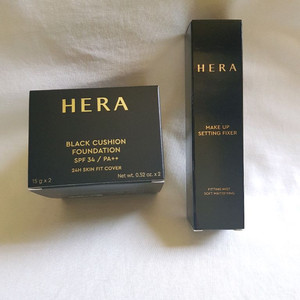 HERA
BLACK CUSHION
FOUNDATION
SPF 34 / PA++
24H SKIN FIT COVER
15 g x 2
Net wt. 0.52 oz. x 2
HERA
MAKE UP
SETTING FIXER